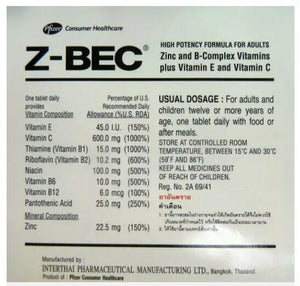 Pfizer Consumer Healthcare
Z-BEC®
HIGH POTENCY FORMULA FOR ADULTS
Zinc and B-Complex Vitamins
plus Vitamin E and Vitamin C
One tablet daily provides Percentage of U.S. Recommended Daily
Vitamin Composition Allowance (%U.S. RDA)
Vitamin E 45.0 I.U. (150%)
Vitamin C 600.0 mg (1000%)
Thiamine (Vitamin B1) 15.0 mg (1000%)
Riboflavin (Vitamin B2) 10.2 mg (600%)
Niacin 100.0 mg (500%)
Vitamin B6 10.0 mg (500%)
Vitamin B12 6.0 mcg (100%)
Pantothenic Acid 25.0 mg (250%)
Mineral Composition
Zinc 22.5 mg (150%)
USUAL DOSAGE : For adults and
children twelve or more years of
age, one tablet daily with food or
after meals.
STORE AT CONTROLLED ROOM
TEMPERATURE, BETWEEN 15°C AND 30°C
(59°F AND 86°F)
KEEP ALL MEDICINES OUT
OF REACH OF CHILDREN.
Reg. No. 2A 69/41
ยาอันตราย
คำเตือน
Manufactured by
INTERTHAI PHARMACEUTICAL MANUFACTURING LTD., Bangkok, Thailand.